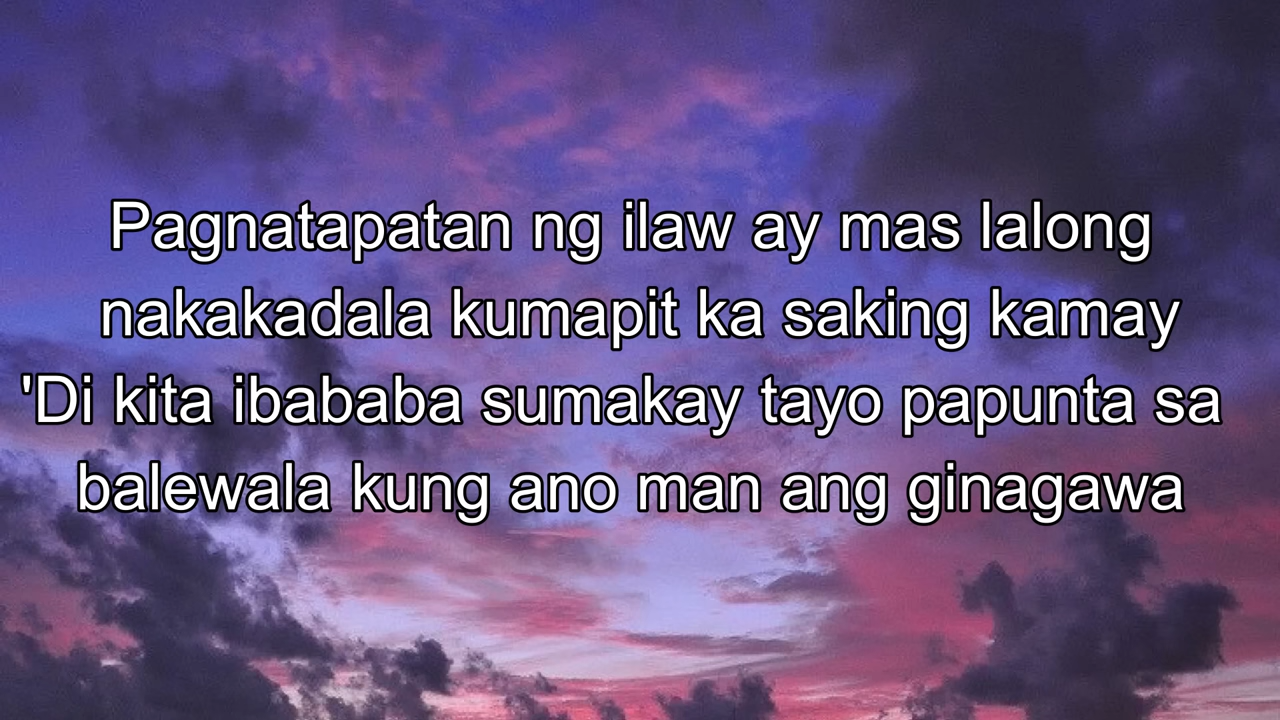 Pagnatapatan ng ilaw ay mas lalong
nakakadala kumapit ka saking kamay
'Di kita ibababa sumakay tayo papunta sa
balewala kung ano man ang ginagawa